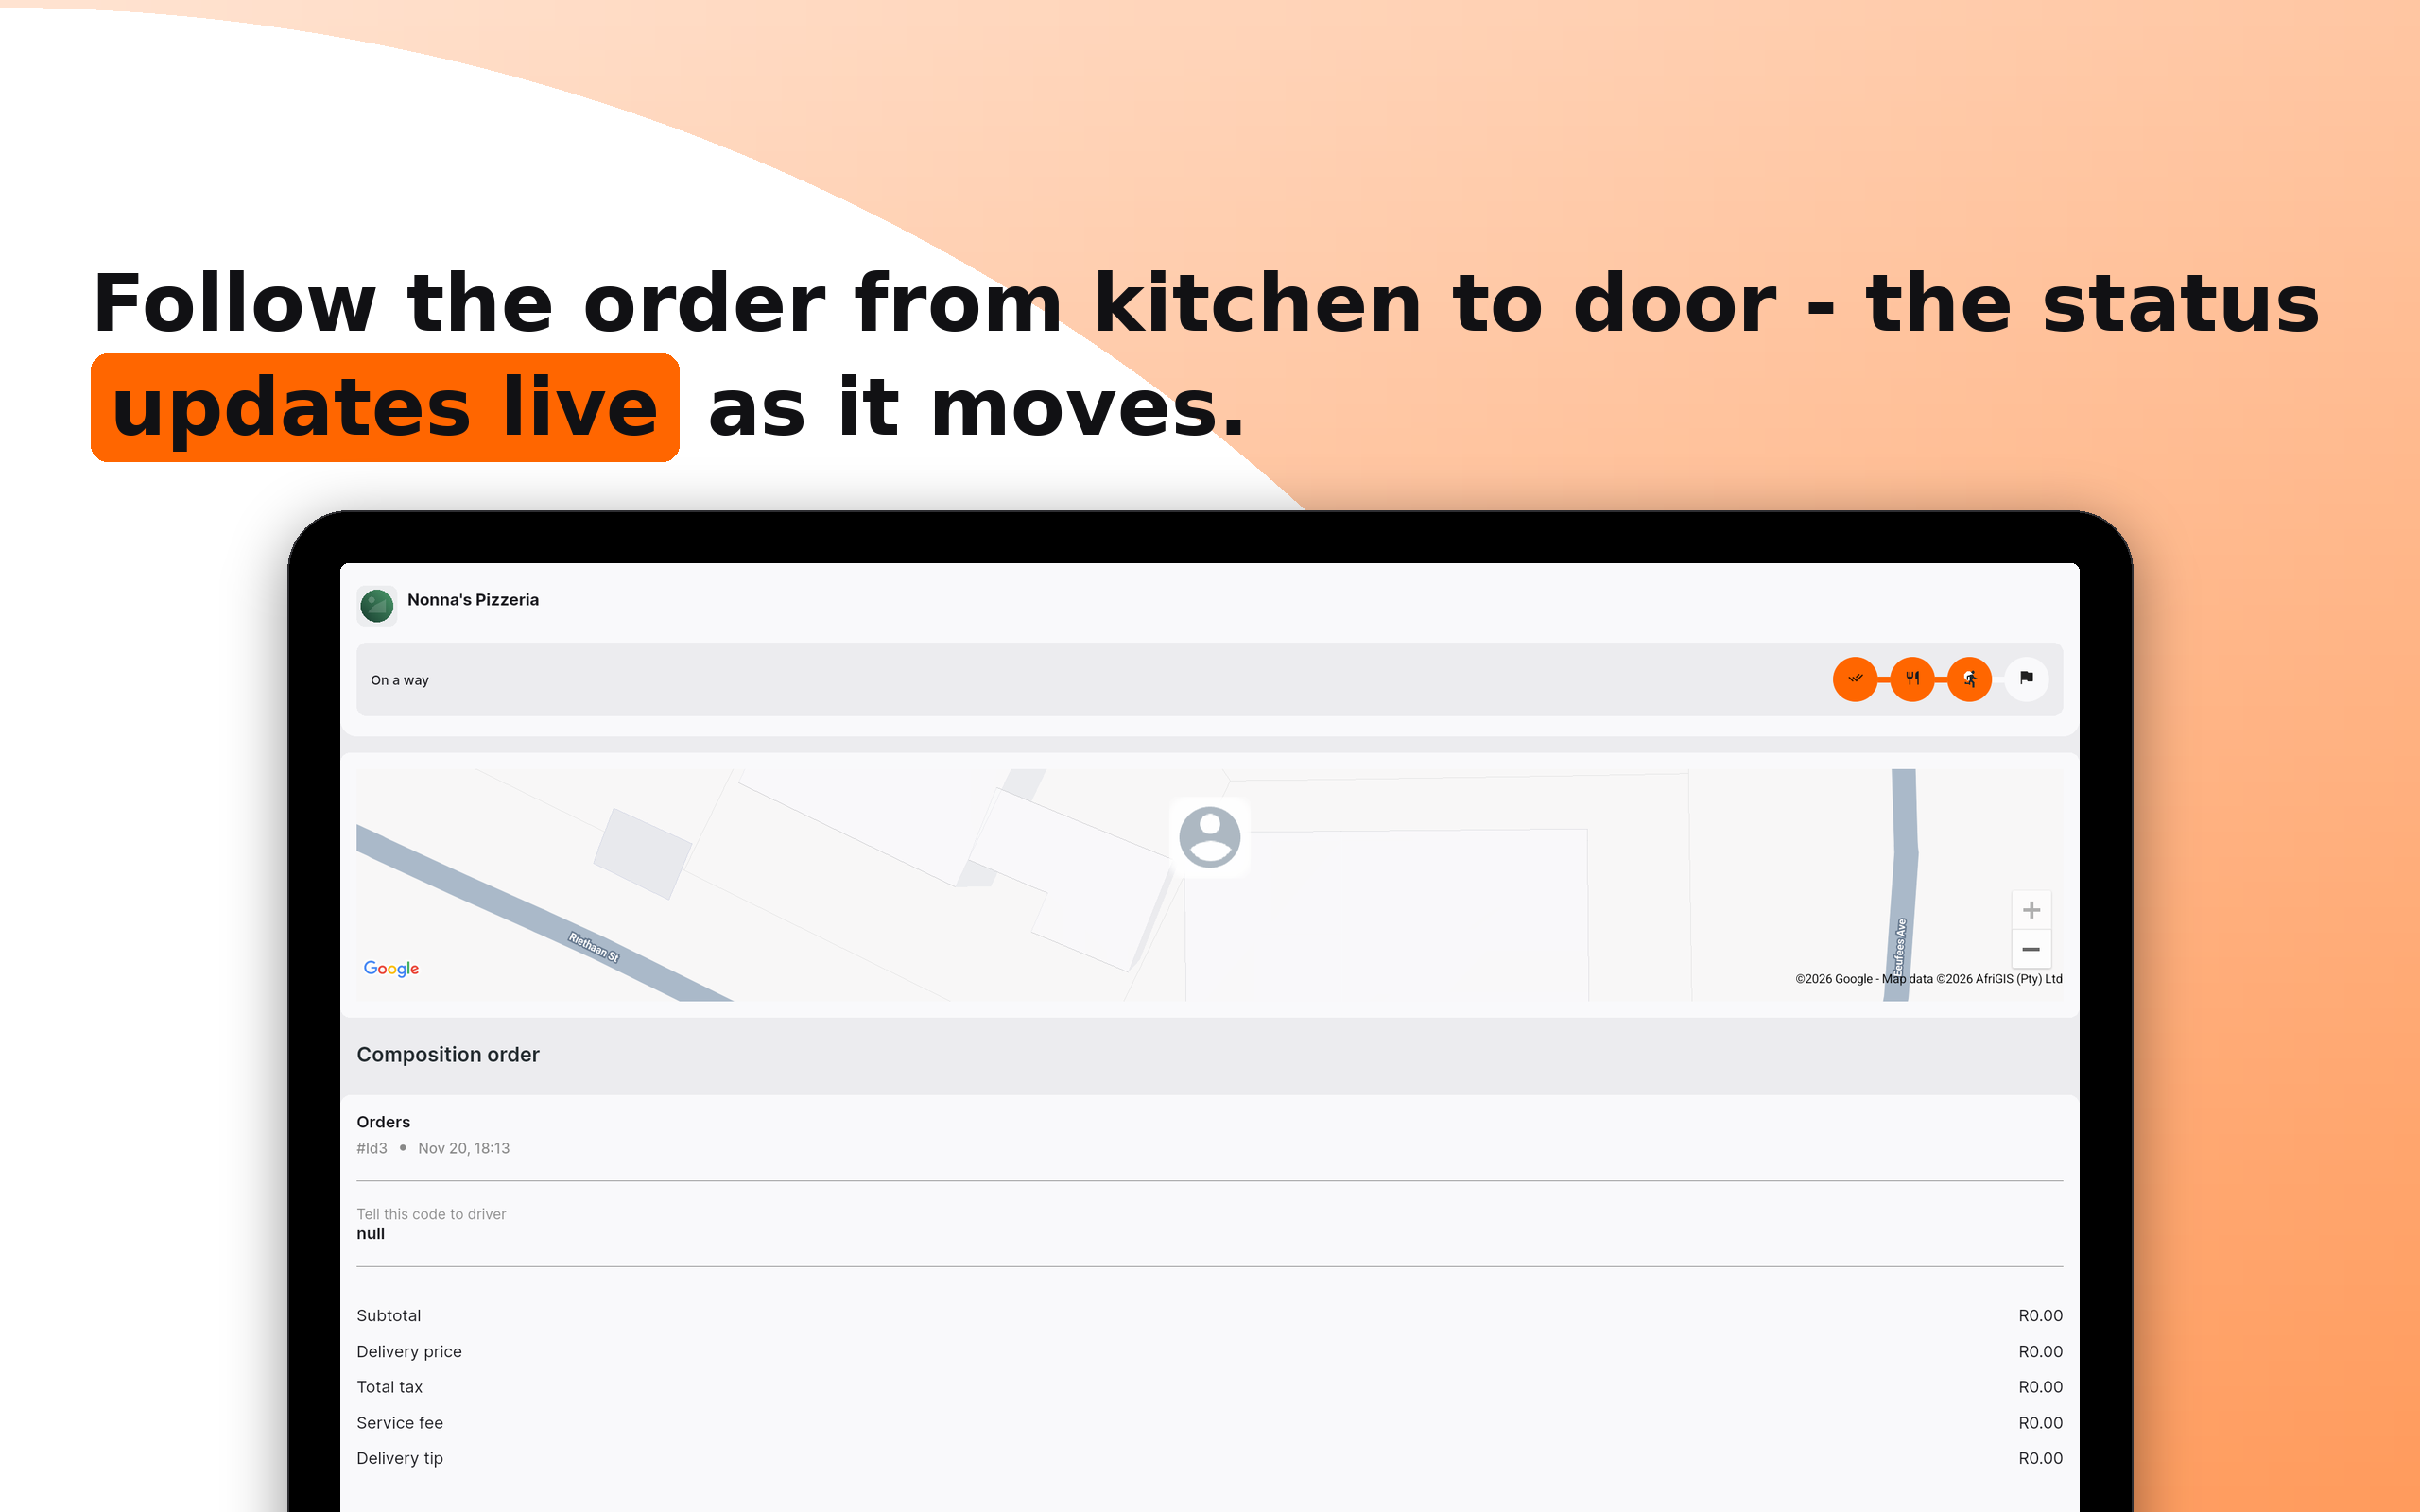 Follow the order from kitchen to door - the status
updates live as it moves.
Nonna's Pizzeria
On a way
Riethaan St
Eeufees Ave
Google
©2026 Google - Map data ©2026 AfriGIS (Pty) Ltd
Composition order
Orders
#Id3 • Nov 20, 18:13
Tell this code to driver
null
Subtotal R0.00
Delivery price R0.00
Total tax R0.00
Service fee R0.00
Delivery tip R0.00